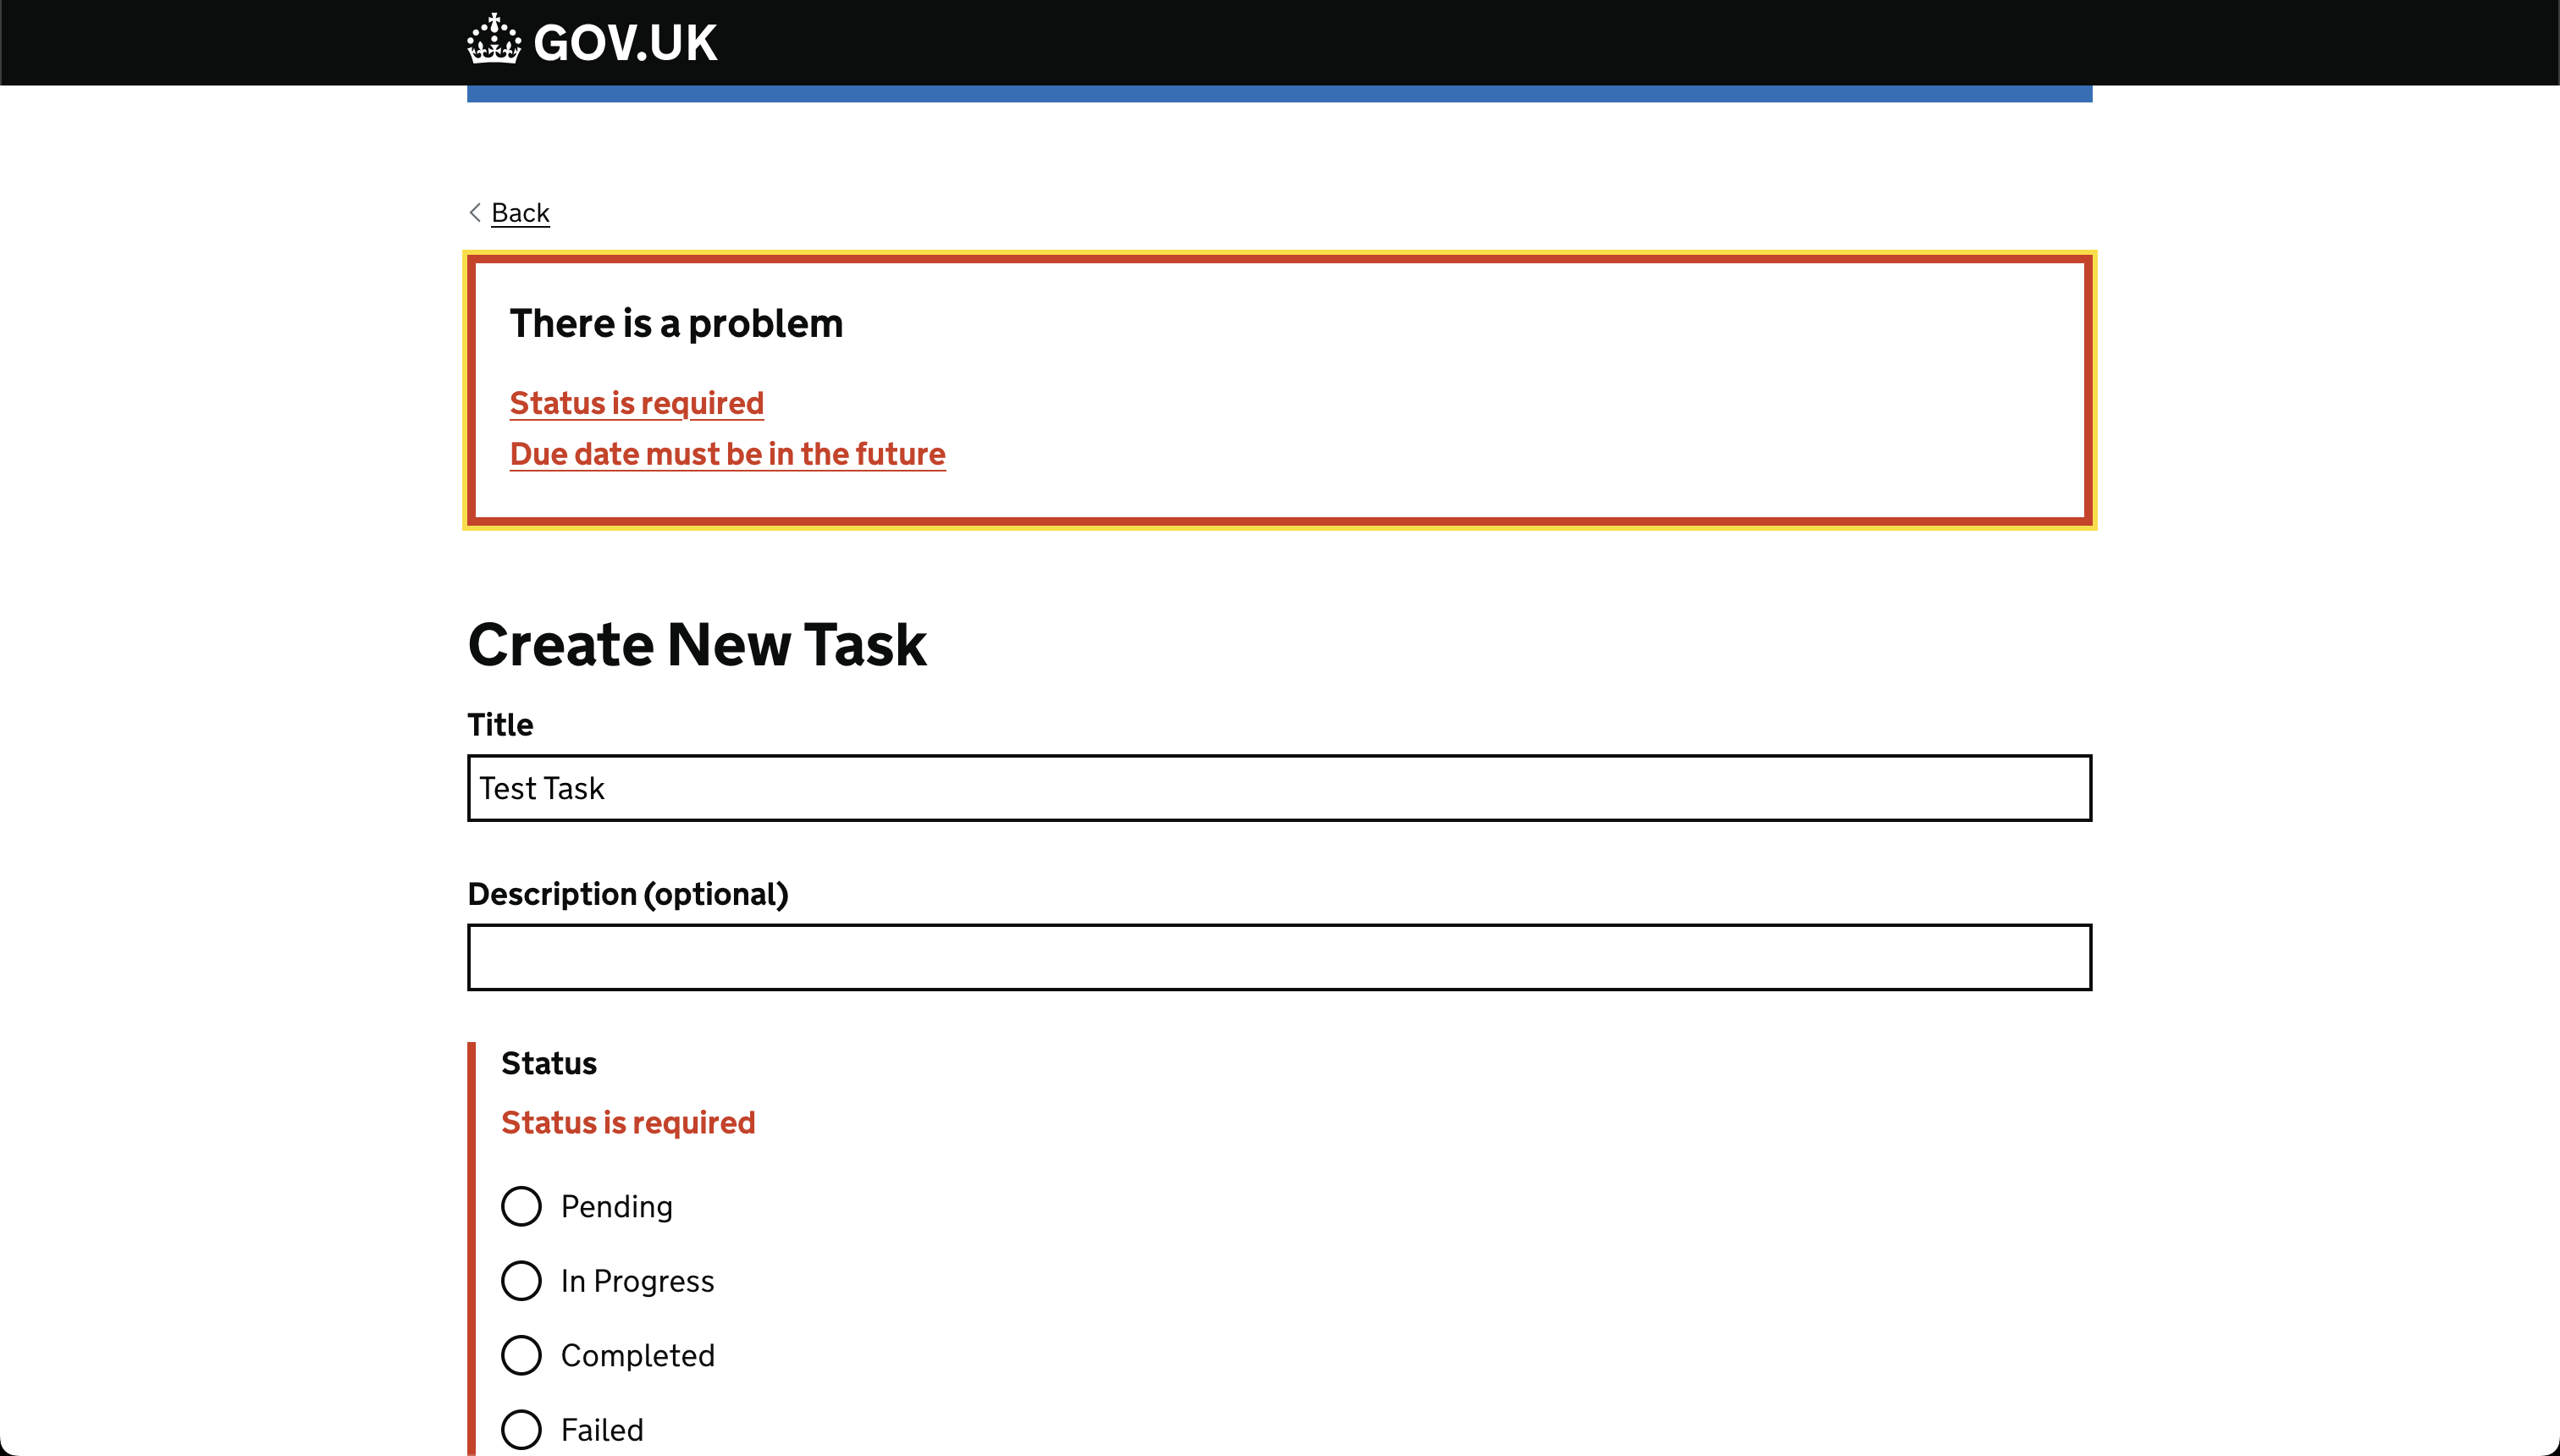 GOV.UK
Back
There is a problem
Status is required
Due date must be in the future
Create New Task
Title
Test Task
Description (optional)
Status
Status is required
Pending
In Progress
Completed
Failed